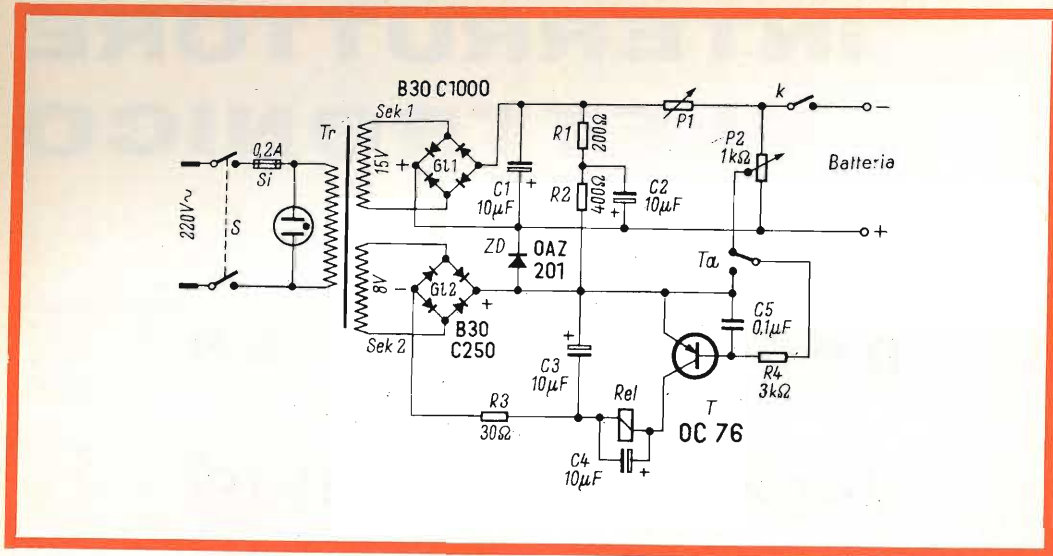 B30 C1000
k
Sek 1
Tr
P1
R1
200Ω
P2
1kΩ
0,2A
Si
15V
+
Gl1
−
Batteria
220V~
S
C1
10µF
+
R2
400Ω
C2
10µF
+
+
ZD
OAZ
201
Ta
8V
−
Gl2
+
C5
0,1µF
B30
C250
Sek 2
C3
10µF
+
R4
3kΩ
R3
30Ω
Rel
T
OC 76
C4
10µF
+